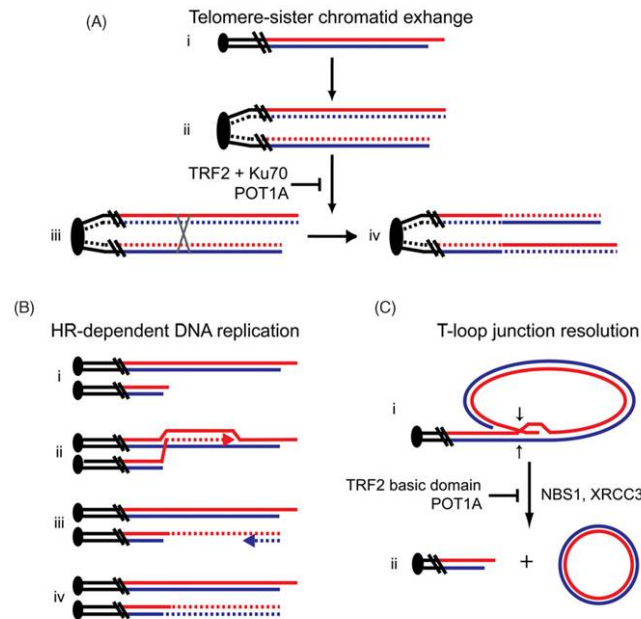 (A) Telomere-sister chromatid exhange
i
ii
TRF2 + Ku70
POT1A
iii
iv
(B)
HR-dependent DNA replication
i
ii
iii
iv
(C)
T-loop junction resolution
i
TRF2 basic domain
POT1A
NBS1, XRCC3
ii
+